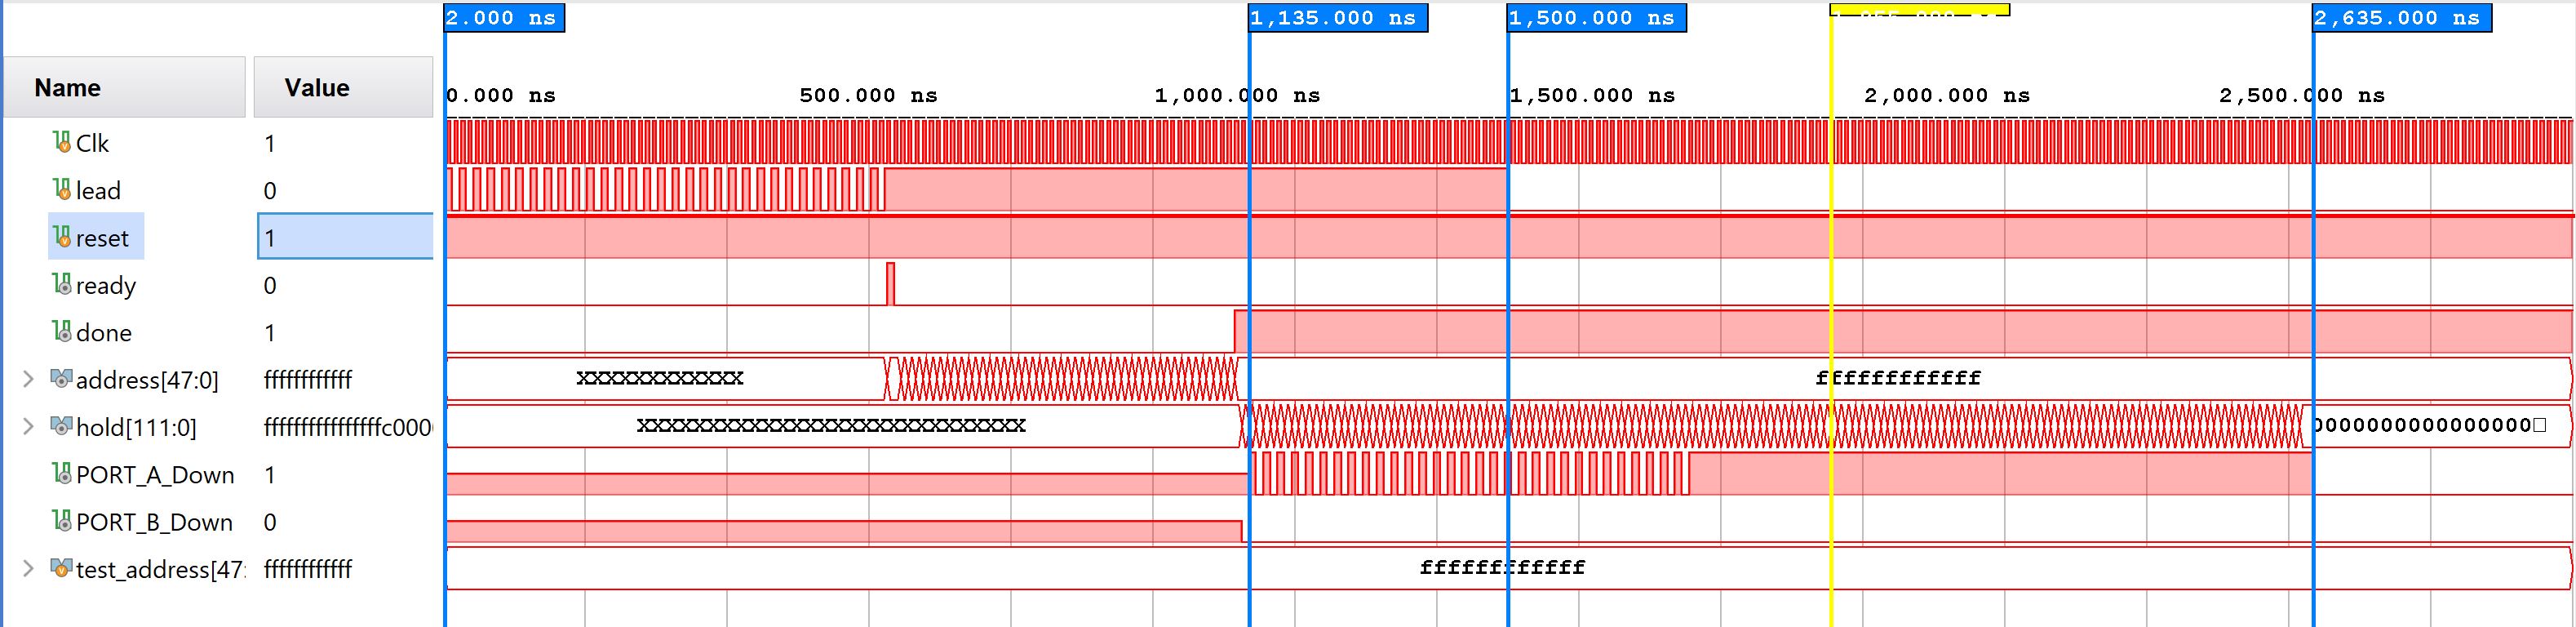 2.000 ns 1,135.000 ns 1,500.000 ns 2,635.000 ns
Name Value 0.000 ns 500.000 ns 1,000.000 ns 1,500.000 ns 2,000.000 ns 2,500.000 ns
Clk 1
lead 0
reset 1
ready 0
done 1
address[47:0] ffffffffffff XXXXXXXXXXXX ffffffffffff
hold[111:0] ffffffffffffffffc000 XXXXXXXXXXXXXXXXXXXXXXXXXXXX 0000000000000000
PORT_A_Down 1
PORT_B_Down 0
test_address[47: ffffffffffff ffffffffffff